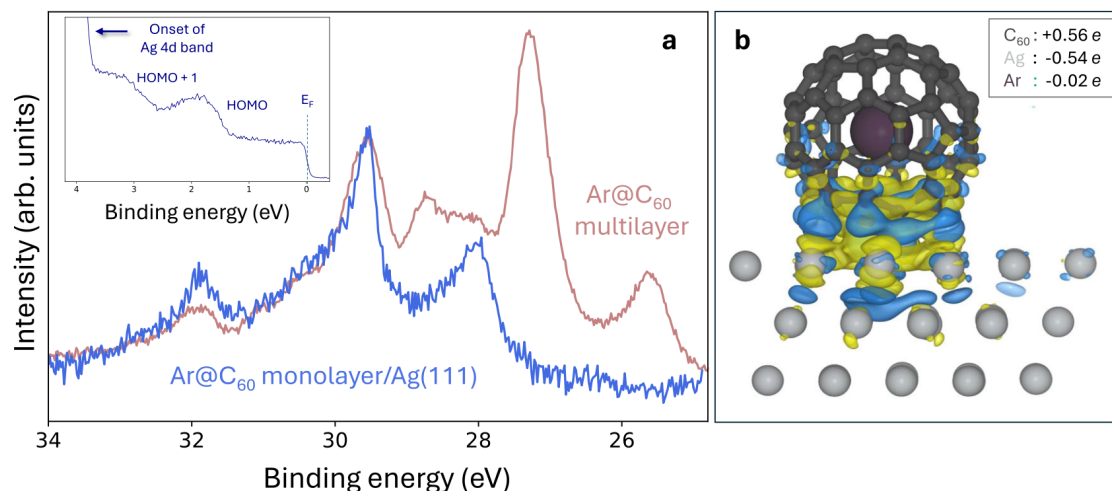 Onset of
Ag 4d band
HOMO + 1
HOMO
E_F
4
3
2
1
0
Binding energy (eV)
a
Ar@C₆₀
multilayer
Ar@C₆₀ monolayer/Ag(111)
Intensity (arb. units)
34
32
30
28
26
Binding energy (eV)
b
C₆₀ : +0.56 e
Ag : -0.54 e
Ar : -0.02 e